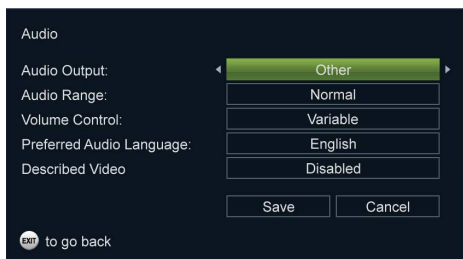 Audio
Audio Output: Other
Audio Range: Normal
Volume Control: Variable
Preferred Audio Language: English
Described Video Disabled
Save Cancel
EXIT to go back